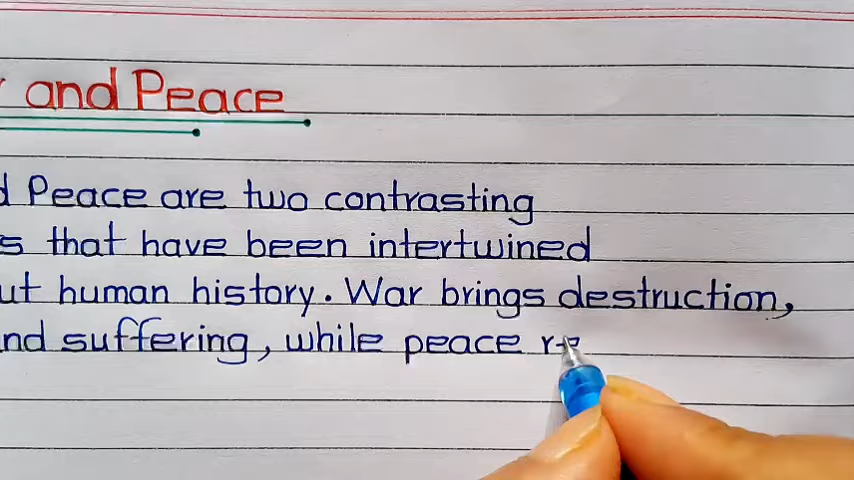 and Peace
Peace are two contrasting
that have been intertwined
human history. War brings destruction,
suffering, while peace